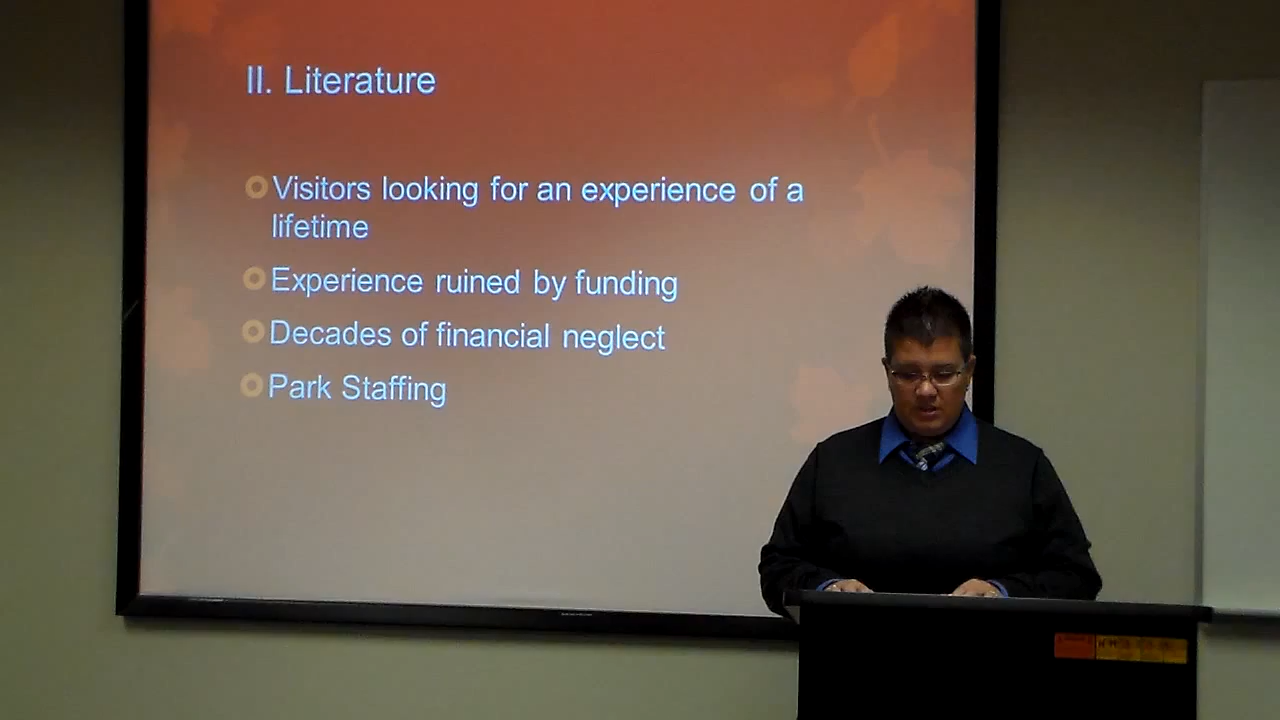 II. Literature
Visitors looking for an experience of a
lifetime
Experience ruined by funding
Decades of financial neglect
Park Staffing